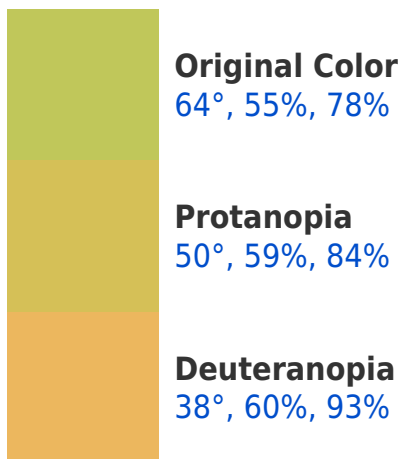 Original Color
64°, 55%, 78%
Protanopia
50°, 59%, 84%
Deuteranopia
38°, 60%, 93%